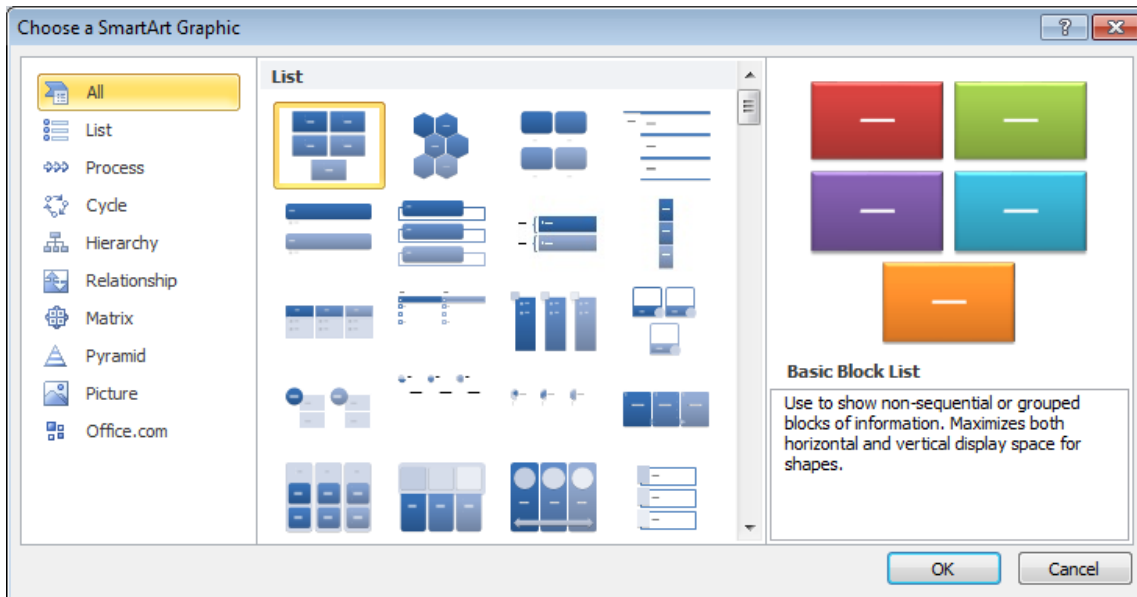 Choose a SmartArt Graphic
All
List
Process
Cycle
Hierarchy
Relationship
Matrix
Pyramid
Picture
Office.com
List
Basic Block List
Use to show non-sequential or grouped
blocks of information. Maximizes both
horizontal and vertical display space for
shapes.
OK
Cancel